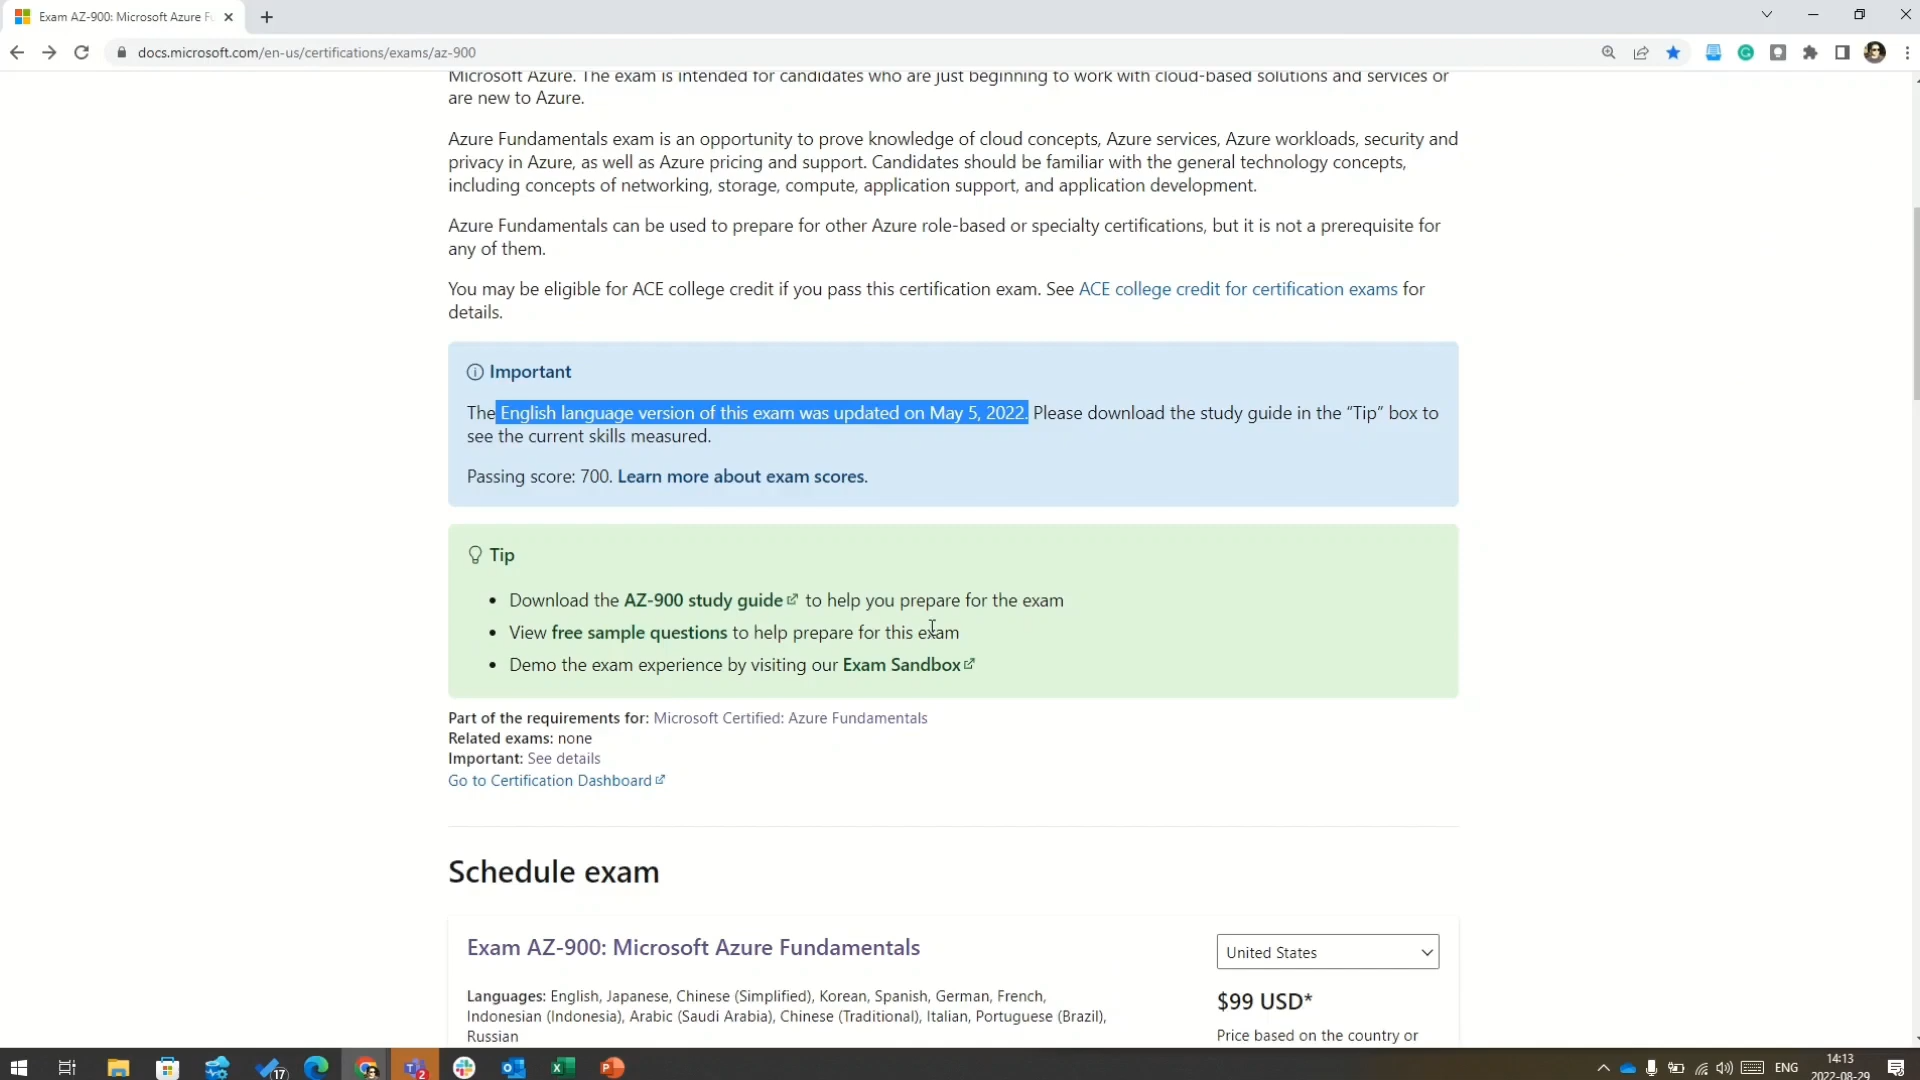 Exam AZ-900: Microsoft Azure F
docs.microsoft.com/en-us/certifications/exams/az-900
Microsoft Azure. The exam is intended for candidates who are just beginning to work with cloud-based solutions and services or
are new to Azure.
Azure Fundamentals exam is an opportunity to prove knowledge of cloud concepts, Azure services, Azure workloads, security and
privacy in Azure, as well as Azure pricing and support. Candidates should be familiar with the general technology concepts,
including concepts of networking, storage, compute, application support, and application development.
Azure Fundamentals can be used to prepare for other Azure role-based or specialty certifications, but it is not a prerequisite for
any of them.
You may be eligible for ACE college credit if you pass this certification exam. See ACE college credit for certification exams for
details.
Important
The English language version of this exam was updated on May 5, 2022. Please download the study guide in the “Tip” box to
see the current skills measured.
Passing score: 700. Learn more about exam scores.
Tip
• Download the AZ-900 study guide to help you prepare for the exam
• View free sample questions to help prepare for this exam
• Demo the exam experience by visiting our Exam Sandbox
Part of the requirements for: Microsoft Certified: Azure Fundamentals
Related exams: none
Important: See details
Go to Certification Dashboard
Schedule exam
Exam AZ-900: Microsoft Azure Fundamentals
United States
Languages: English, Japanese, Chinese (Simplified), Korean, Spanish, German, French,
Indonesian (Indonesia), Arabic (Saudi Arabia), Chinese (Traditional), Italian, Portuguese (Brazil),
Russian
$99 USD*
Price based on the country or
17
2
ENG
14:13
2022-08-29